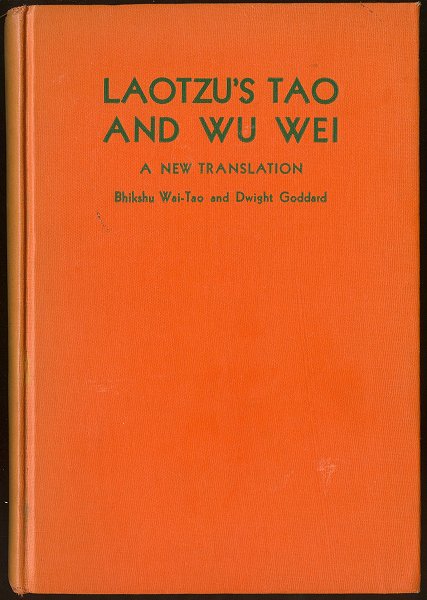 LAOTZU'S TAO
AND WU WEI
A NEW TRANSLATION
Bhikshu Wai-Tao and Dwight Goddard